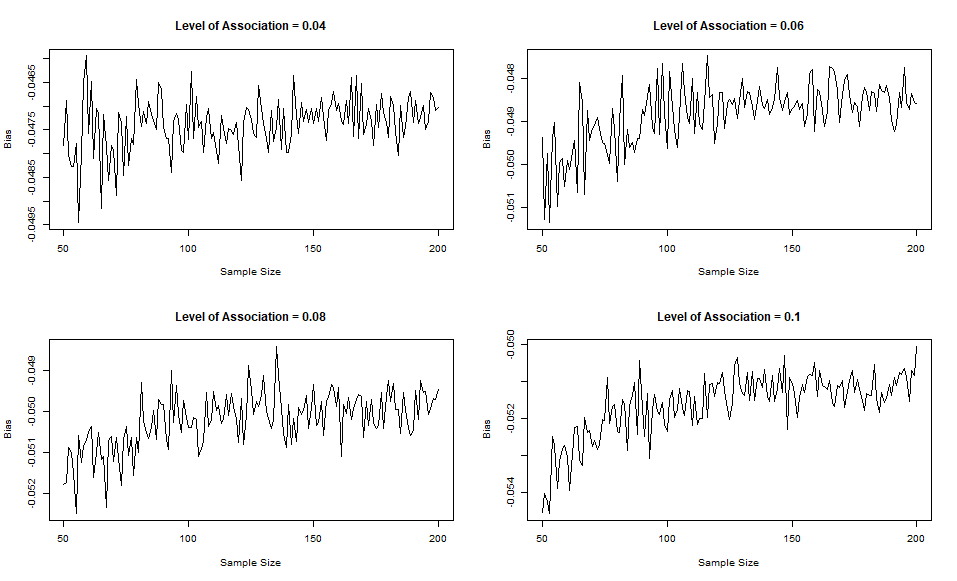 Level of Association = 0.04
Level of Association = 0.06
Bias
-0.0465
-0.0475
-0.0485
-0.0495
50
100
150
200
Sample Size
Bias
-0.048
-0.049
-0.050
-0.051
50
100
150
200
Sample Size
Level of Association = 0.08
Level of Association = 0.1
Bias
-0.049
-0.050
-0.051
-0.052
50
100
150
200
Sample Size
Bias
-0.050
-0.052
-0.054
50
100
150
200
Sample Size